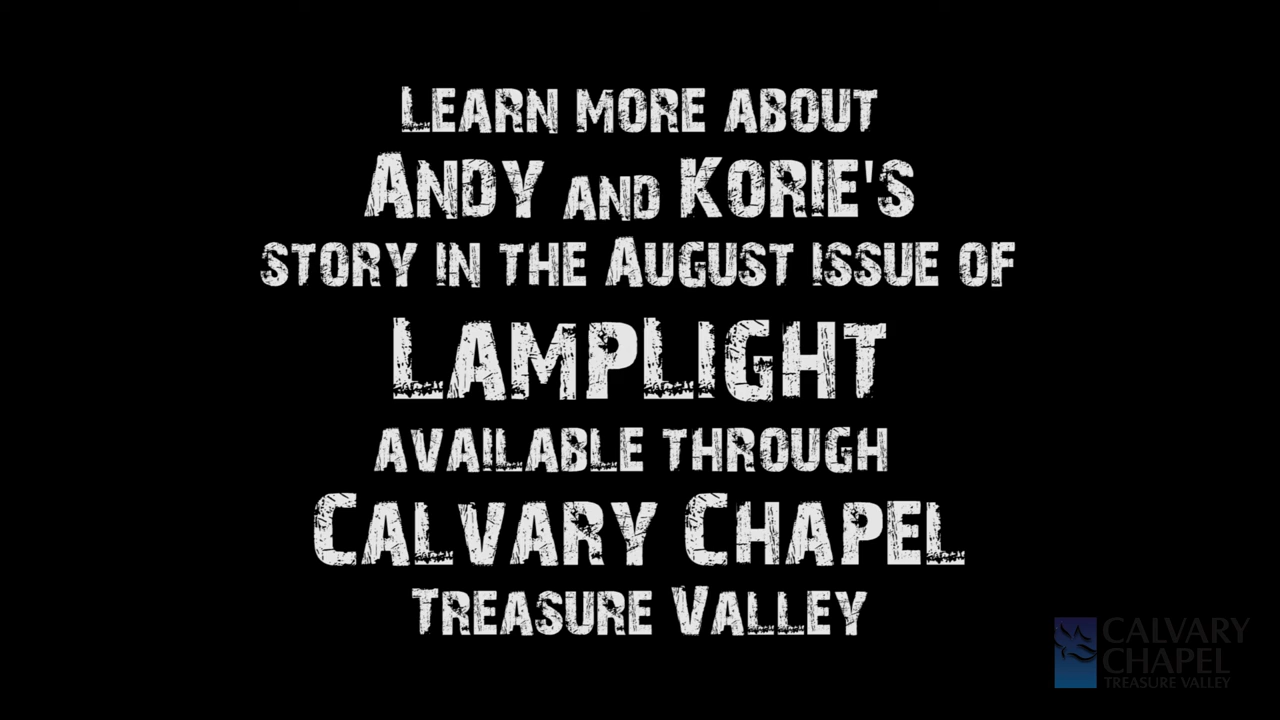 Learn more about
Andy and Korie's
story in the August issue of
Lamplight
available through
Calvary Chapel
Treasure Valley
CALVARY
CHAPEL
TREASURE VALLEY